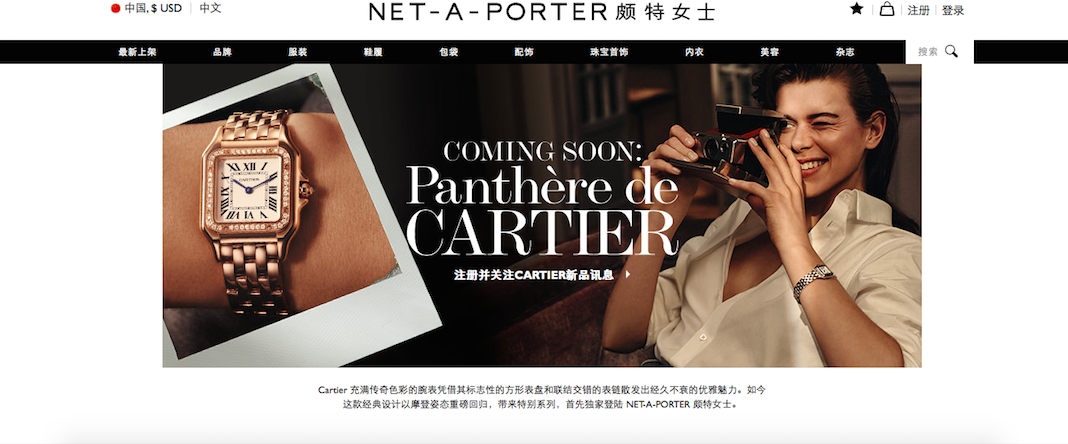 中国, $ USD
中文
NET-A-PORTER 颇特女士
注册
登录
最新上架
品牌
服装
鞋履
包袋
配饰
珠宝首饰
内衣
美容
杂志
搜索
XII
CARTIER
COMING SOON:
Panthère de
CARTIER
注册并关注CARTIER新品讯息
Cartier 充满传奇色彩的腕表凭借其标志性的方形表盘和联结交错的表链散发出经久不衰的优雅魅力。如今
这款经典设计以摩登姿态重磅回归，带来特别系列，首先独家登陆 NET-A-PORTER 颇特女士。